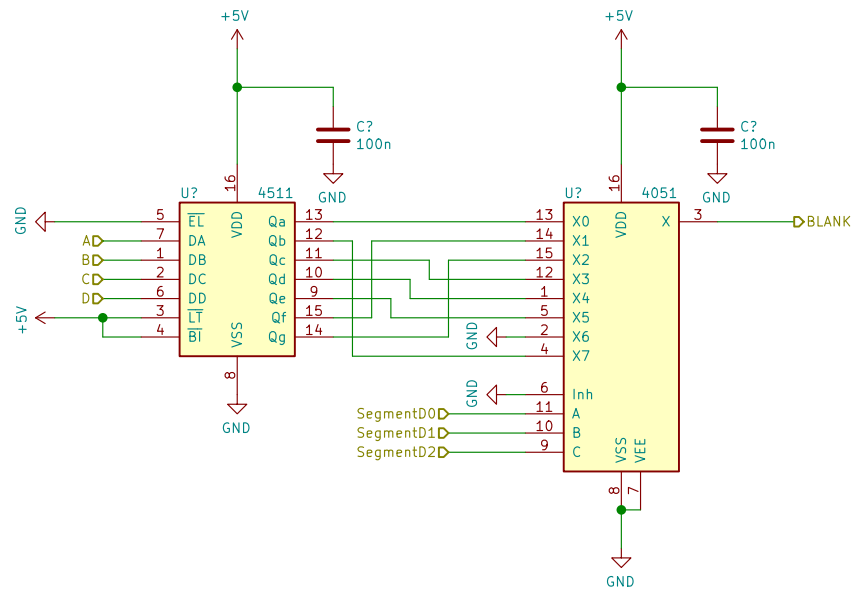 +5V
+5V
C?
100n
C?
100n
16
GND
16
GND
U?
4511
U?
4051
GND
5
EL
VDD
Qa
13
13
X0
VDD
X
3
BLANK
A
7
DA
Qb
12
14
X1
B
1
DB
Qc
11
15
X2
C
2
DC
Qd
10
12
X3
D
6
DD
Qe
9
1
X4
+5V
3
LT
VSS
Qf
15
5
X5
4
BI
Qg
14
GND
2
X6
4
X7
8
GND
GND
6
Inh
SegmentD0
11
A
SegmentD1
10
B
SegmentD2
9
C
VSS
VEE
8
7
GND